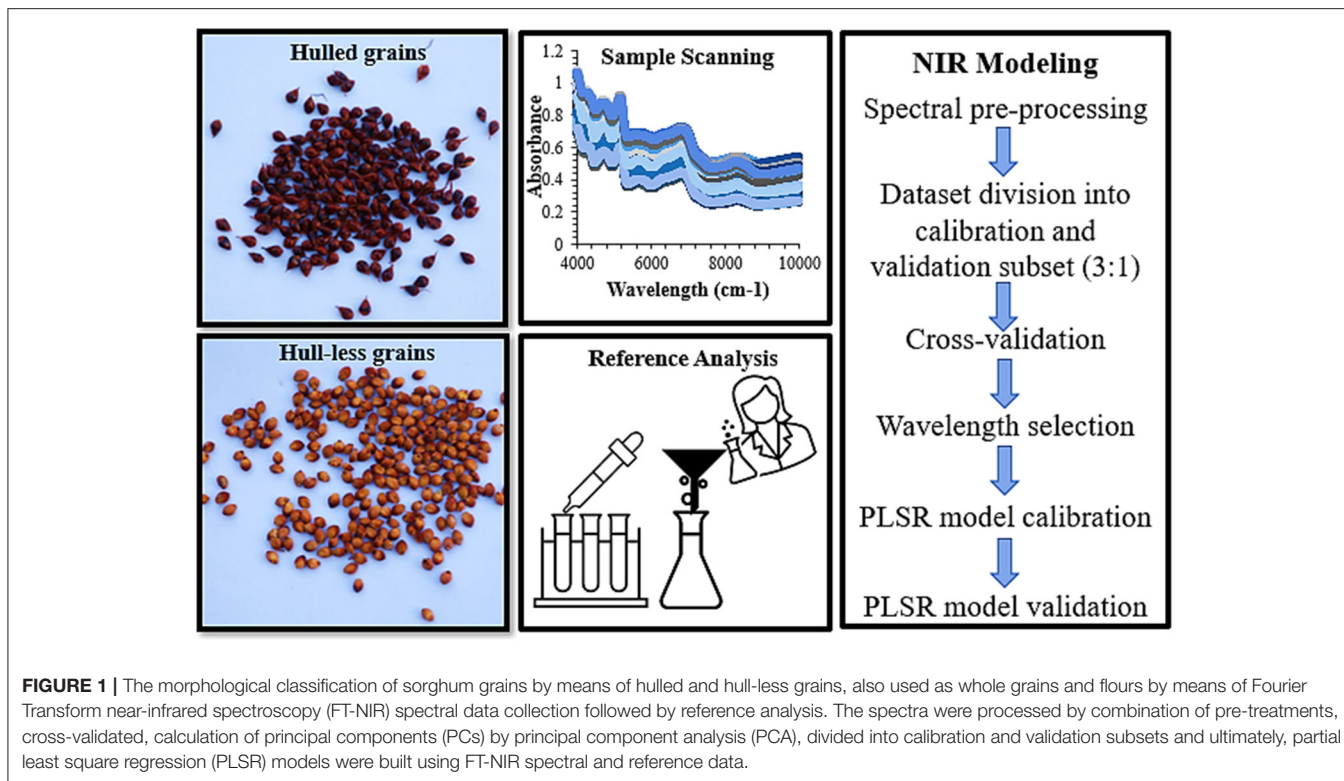 Hulled grains
Sample Scanning
1.2
1
0.8
0.6
0.4
0.2
0
Absorbance
4000 6000 8000 10000
Wavelength (cm-1)
Hull-less grains
Reference Analysis
NIR Modeling
Spectral pre-processing
Dataset division into
calibration and
validation subset (3:1)
Cross-validation
Wavelength selection
PLSR model calibration
PLSR model validation
FIGURE 1 | The morphological classification of sorghum grains by means of hulled and hull-less grains, also used as whole grains and flours by means of Fourier
Transform near-infrared spectroscopy (FT-NIR) spectral data collection followed by reference analysis. The spectra were processed by combination of pre-treatments,
cross-validated, calculation of principal components (PCs) by principal component analysis (PCA), divided into calibration and validation subsets and ultimately, partial
least square regression (PLSR) models were built using FT-NIR spectral and reference data.